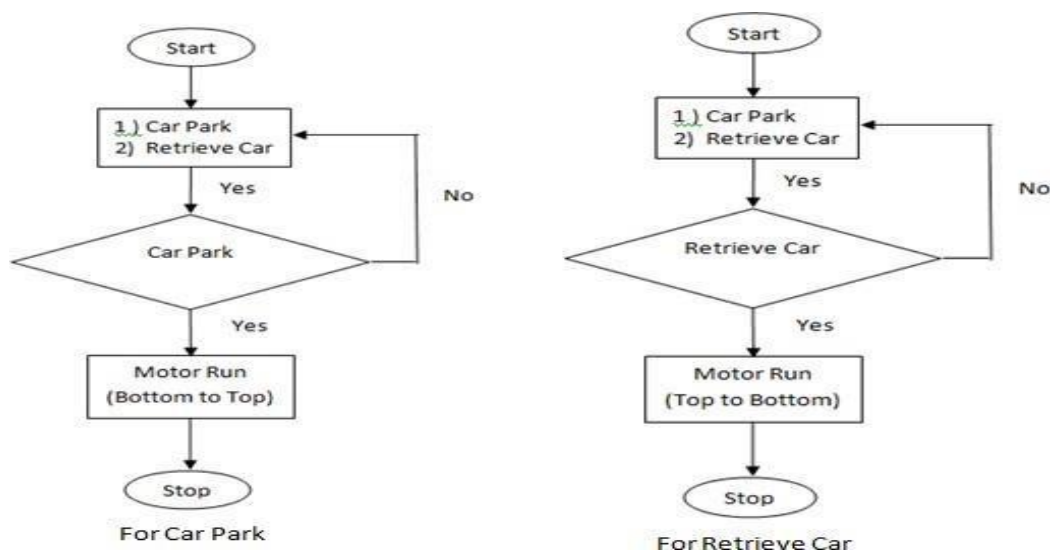 Start
1 ) Car Park
2) Retrieve Car
Yes
No
Car Park
Yes
Motor Run
(Bottom to Top)
Stop
For Car Park
Start
1 ) Car Park
2) Retrieve Car
Yes
No
Retrieve Car
Yes
Motor Run
(Top to Bottom)
Stop
For Retrieve Car